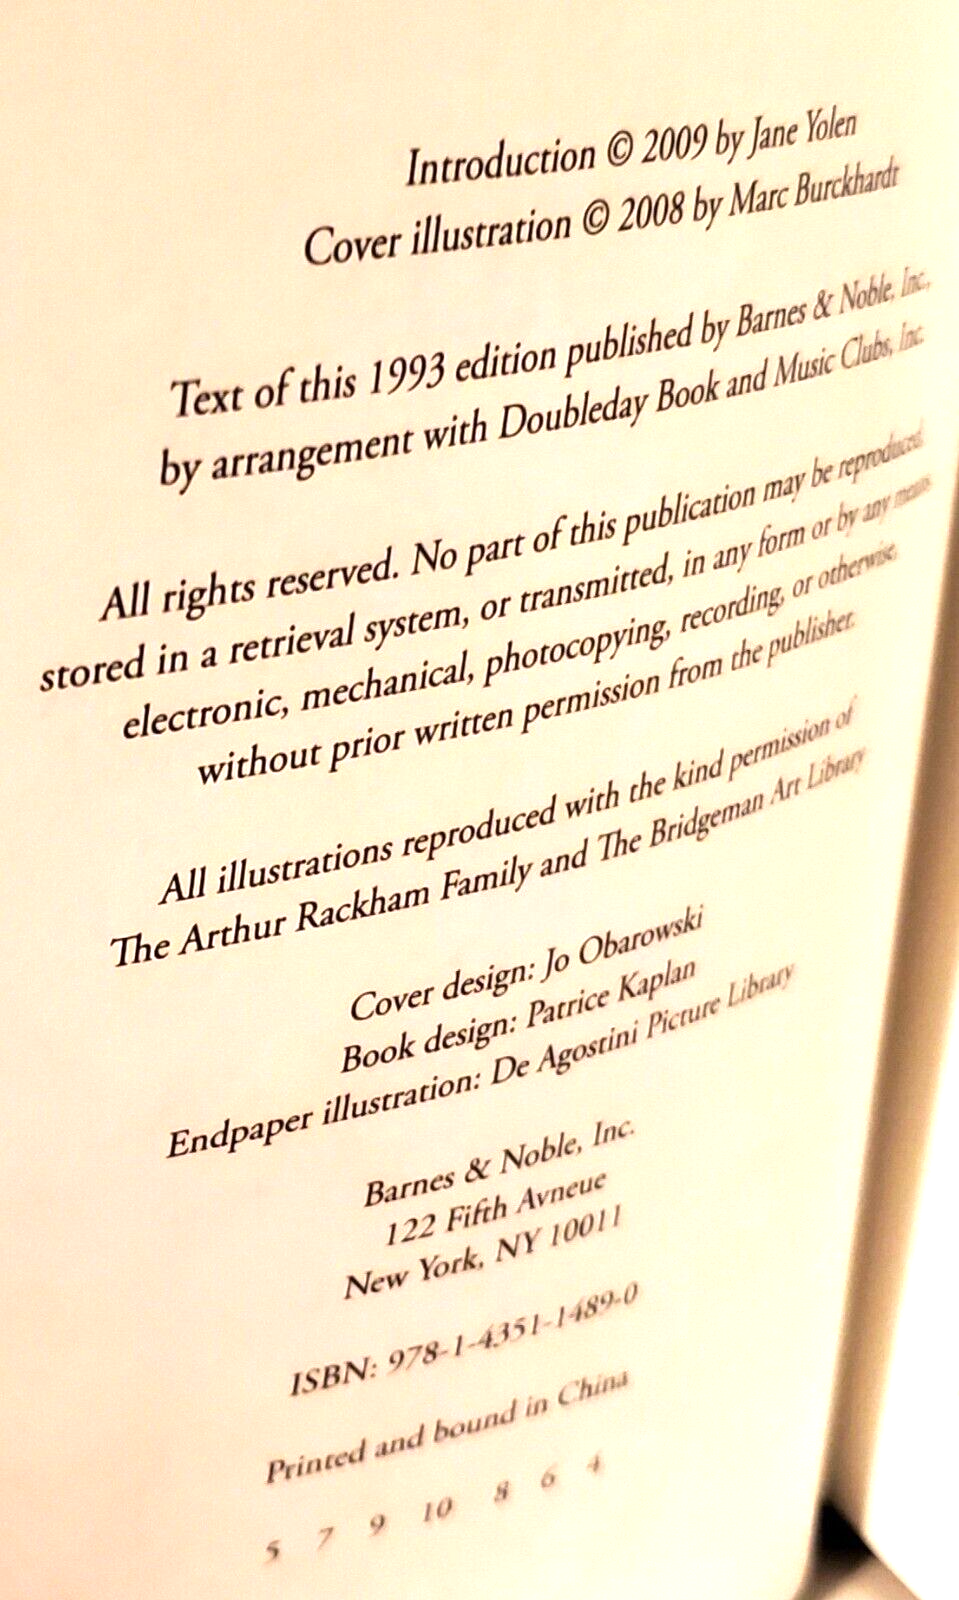 Introduction © 2009 by Jane Yolen
Cover illustration © 2008 by Marc Burckhardt
Text of this 1993 edition published by Barnes & Noble, Inc.,
by arrangement with Doubleday Book and Music Clubs, Inc.
All rights reserved. No part of this publication may be reproduced,
stored in a retrieval system, or transmitted, in any form or by any means
electronic, mechanical, photocopying, recording, or otherwise,
without prior written permission from the publisher.
All illustrations reproduced with the kind permission of
The Arthur Rackham Family and The Bridgeman Art Library
Cover design: Jo Obarowski
Book design: Patrice Kaplan
Endpaper illustration: De Agostini Picture Library
Barnes & Noble, Inc.
122 Fifth Avneue
New York, NY 10011
ISBN: 978-1-4351-1489-0
Printed and bound in China
5 7 9 10 8 6 4